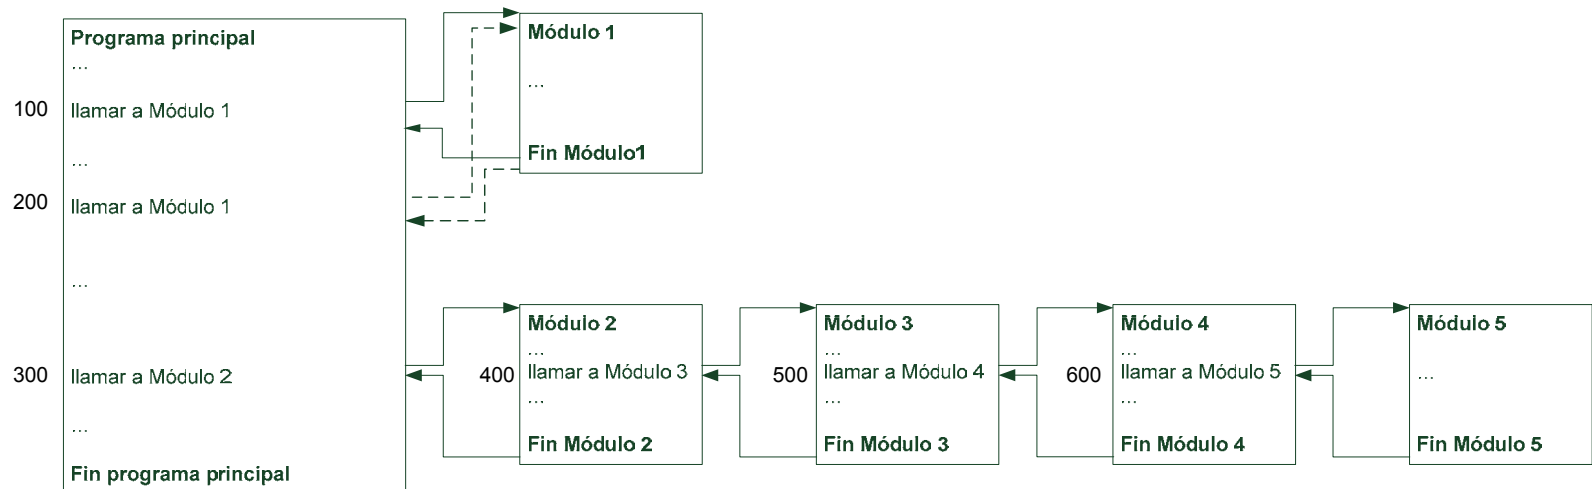 Programa principal
...
100
llamar a Módulo 1
...
200
llamar a Módulo 1
...
300
llamar a Módulo 2
...
Fin programa principal
Módulo 1
...
Fin Módulo1
Módulo 2
...
400
llamar a Módulo 3
...
Fin Módulo 2
Módulo 3
...
500
llamar a Módulo 4
...
Fin Módulo 3
Módulo 4
...
600
llamar a Módulo 5
...
Fin Módulo 4
Módulo 5
...
Fin Módulo 5